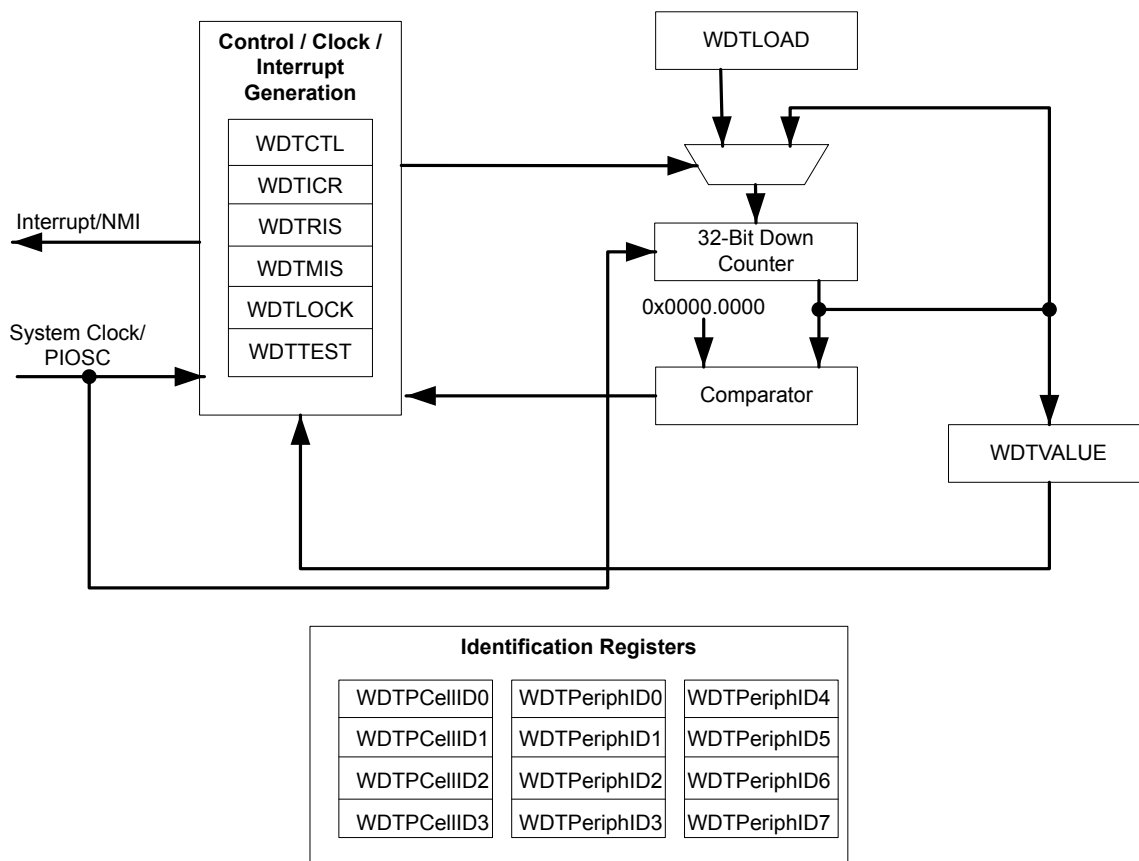 Control / Clock /
Interrupt
Generation
WDTCTL
WDTICR
WDTRIS
WDTMIS
WDTLOCK
WDTTEST
Interrupt/NMI
System Clock/
PIOSC
WDTLOAD
32-Bit Down
Counter
0x0000.0000
Comparator
WDTVALUE
Identification Registers
WDTPCellID0
WDTPCellID1
WDTPCellID2
WDTPCellID3
WDTPeriphID0
WDTPeriphID1
WDTPeriphID2
WDTPeriphID3
WDTPeriphID4
WDTPeriphID5
WDTPeriphID6
WDTPeriphID7